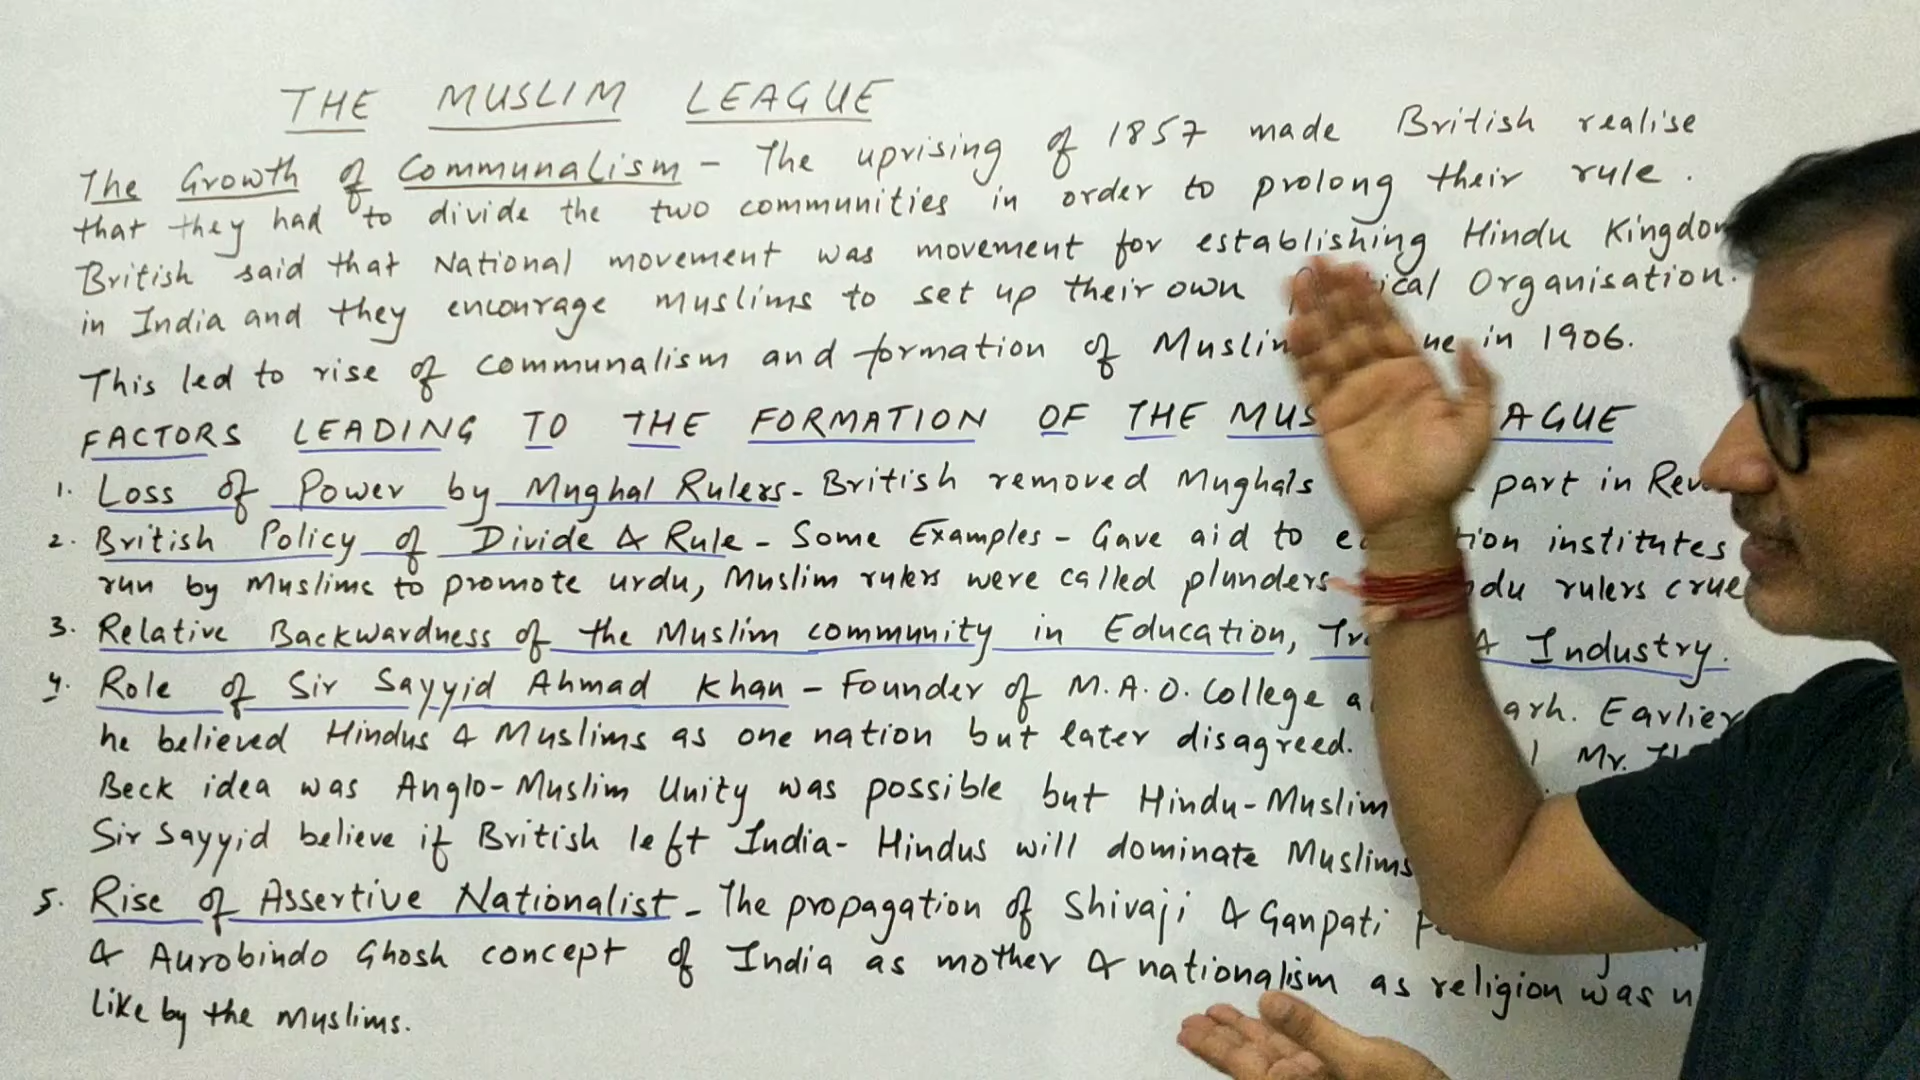 THE MUSLIM LEAGUE
The Growth of Communalism - The uprising of 1857 made British realise
that they had to divide the two communities in order to prolong their rule.
British said that National movement was movement for establishing Hindu
in India and they encourage Muslims to set up their own Organisation.
This led to rise of communalism and formation of in 1906.
FACTORS LEADING TO THE FORMATION OF THE
1. Loss of Power by Mughal Rulers - British removed Mughals part in
2. British Policy of Divide & Rule - Some Examples - Gave aid to institutes
run by Muslims to promote urdu, Muslim rulers were called plunders rulers
3. Relative Backwardness of the Muslim community in Education, & Industry.
4. Role of Sir Sayyid Ahmad Khan - Founder of M.A.O. College Earlier
he believed Hindus & Muslims as one nation but later disagreed. Mr.
Beck idea was Anglo-Muslim Unity was possible but Hindu-Muslim
Sir Sayyid believe if British left India - Hindus will dominate Muslims
5. Rise of Assertive Nationalist - The propagation of Shivaji & Ganpati
& Aurobindo Ghosh concept of India as mother & nationalism as religion was
like by the Muslims.